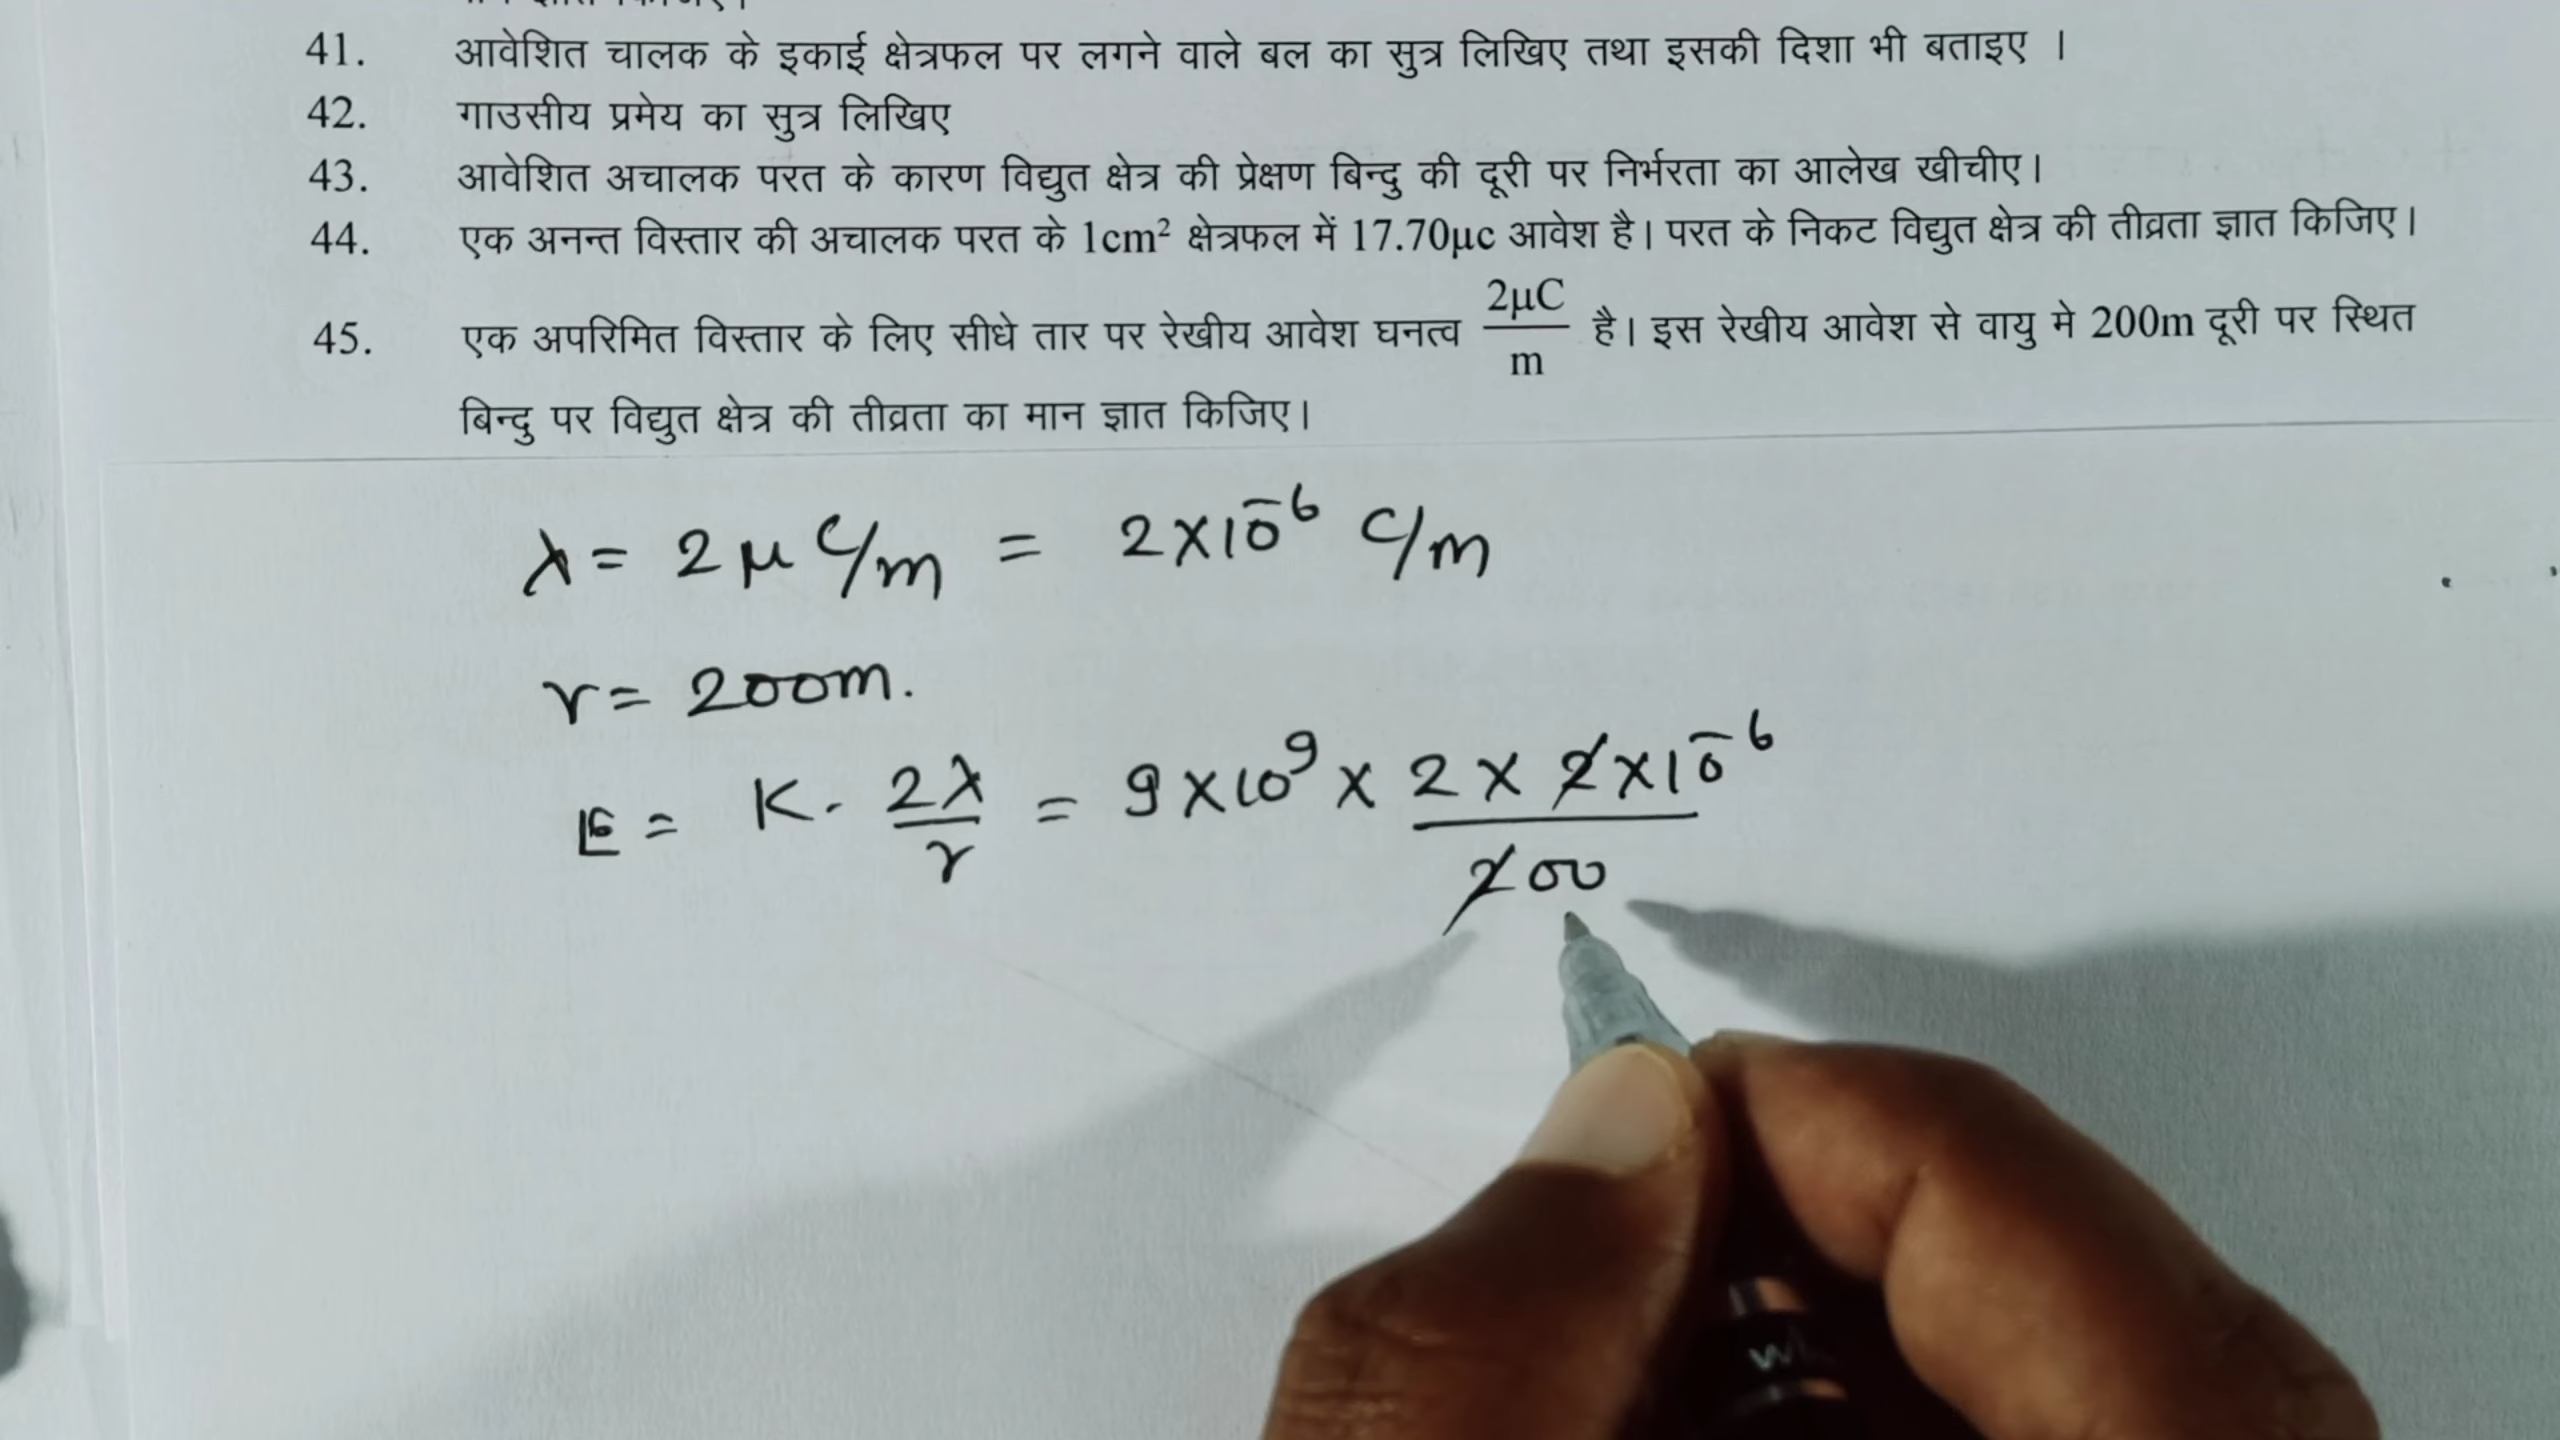 41. आवेशित चालक के इकाई क्षेत्रफल पर लगने वाले बल का सुत्र लिखिए तथा इसकी दिशा भी बताइए ।
42. गाउसीय प्रमेय का सुत्र लिखिए
43. आवेशित अचालक परत के कारण विद्युत क्षेत्र की प्रेक्षण बिन्दु की दूरी पर निर्भरता का आलेख खीचीए।
44. एक अनन्त विस्तार की अचालक परत के 1cm² क्षेत्रफल में 17.70μc आवेश है। परत के निकट विद्युत क्षेत्र की तीव्रता ज्ञात किजिए।
45. एक अपरिमित विस्तार के लिए सीधे तार पर रेखीय आवेश घनत्व 2μC/m है। इस रेखीय आवेश से वायु मे 200m दूरी पर स्थित
बिन्दु पर विद्युत क्षेत्र की तीव्रता का मान ज्ञात किजिए।
λ = 2μ C/m = 2×10⁻⁶ C/m
r = 200m.
E = K. 2λ/r = 9×10⁹ × 2 × 2×10⁻⁶/200